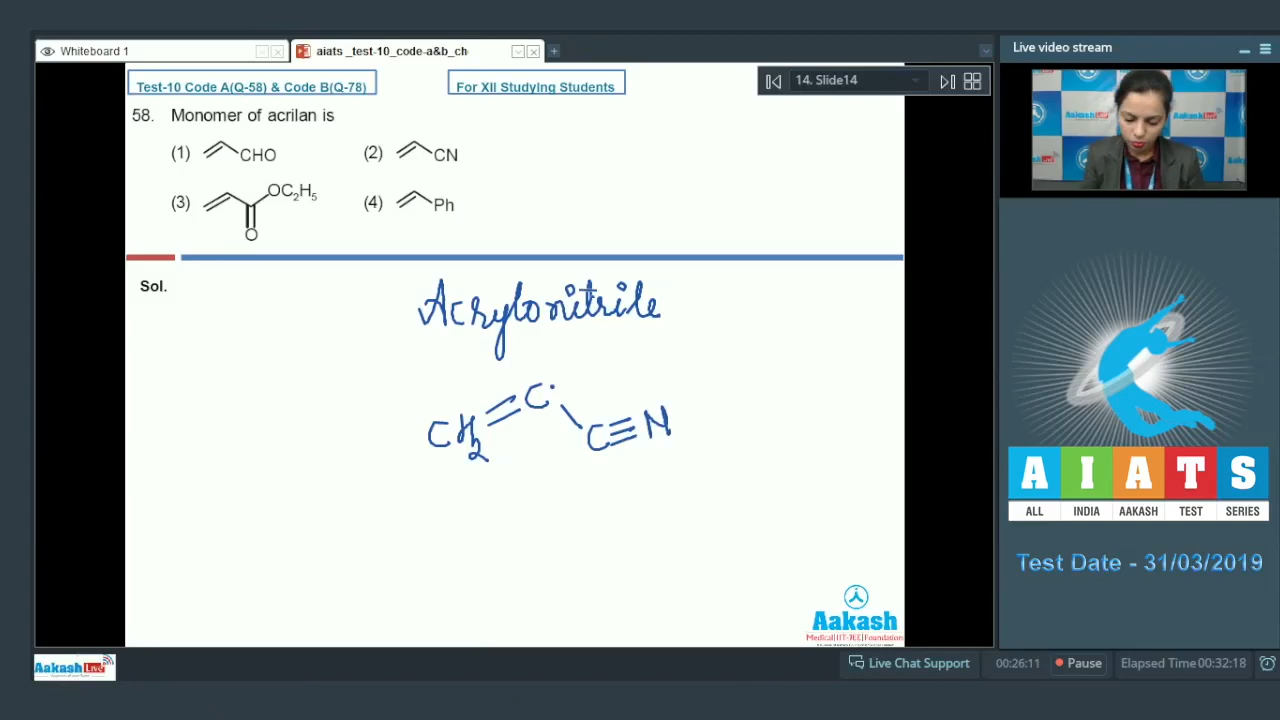 Whiteboard 1
aiats _test-10_code-a&b_ch
Live video stream
Test-10 Code A(Q-58) & Code B(Q-78)
For XII Studying Students
14. Slide14
58. Monomer of acrilan is
(1) CHO
(2) CN
(3) OC2H5
O
(4) Ph
Sol.
Acrylonitrile
CH2=C C≡N
Aakash
Medical|IIT-JEE|Foundation
AIATS
ALL INDIA AAKASH TEST SERIES
Test Date - 31/03/2019
Aakash Live
Live Chat Support
00:26:11
Pause
Elapsed Time 00:32:18